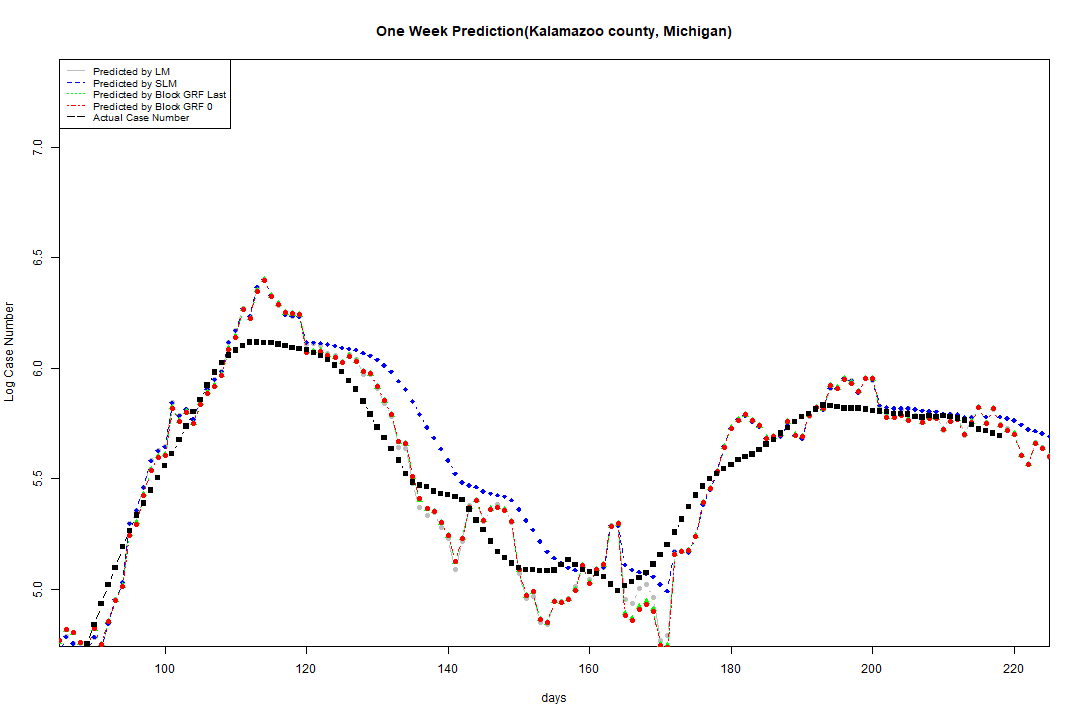 One Week Prediction(Kalamazoo county, Michigan)
Predicted by LM
Predicted by SLM
Predicted by Block GRF Last
Predicted by Block GRF 0
Actual Case Number
Log Case Number
7.0
6.5
6.0
5.5
5.0
100 120 140 160 180 200 220
days